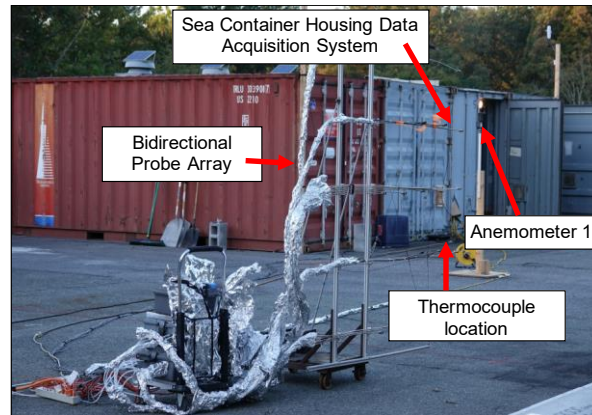 Sea Container Housing Data
Acquisition System
Bidirectional
Probe Array
Anemometer 1
Thermocouple
location